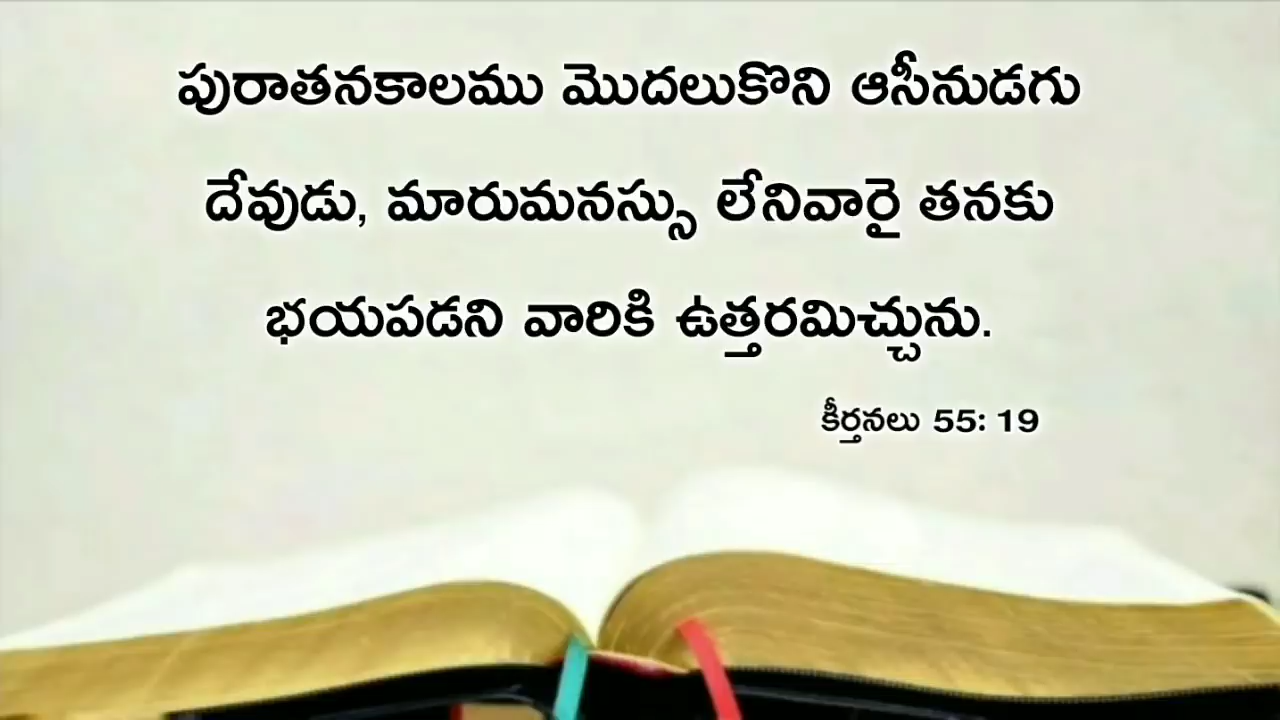 పురాతనకాలము మొదలుకొని ఆసీనుడగు
దేవుడు, మారుమనస్సు లేనివారై తనకు
భయపడని వారికి ఉత్తరమిచ్చును.
కీర్తనలు 55: 19